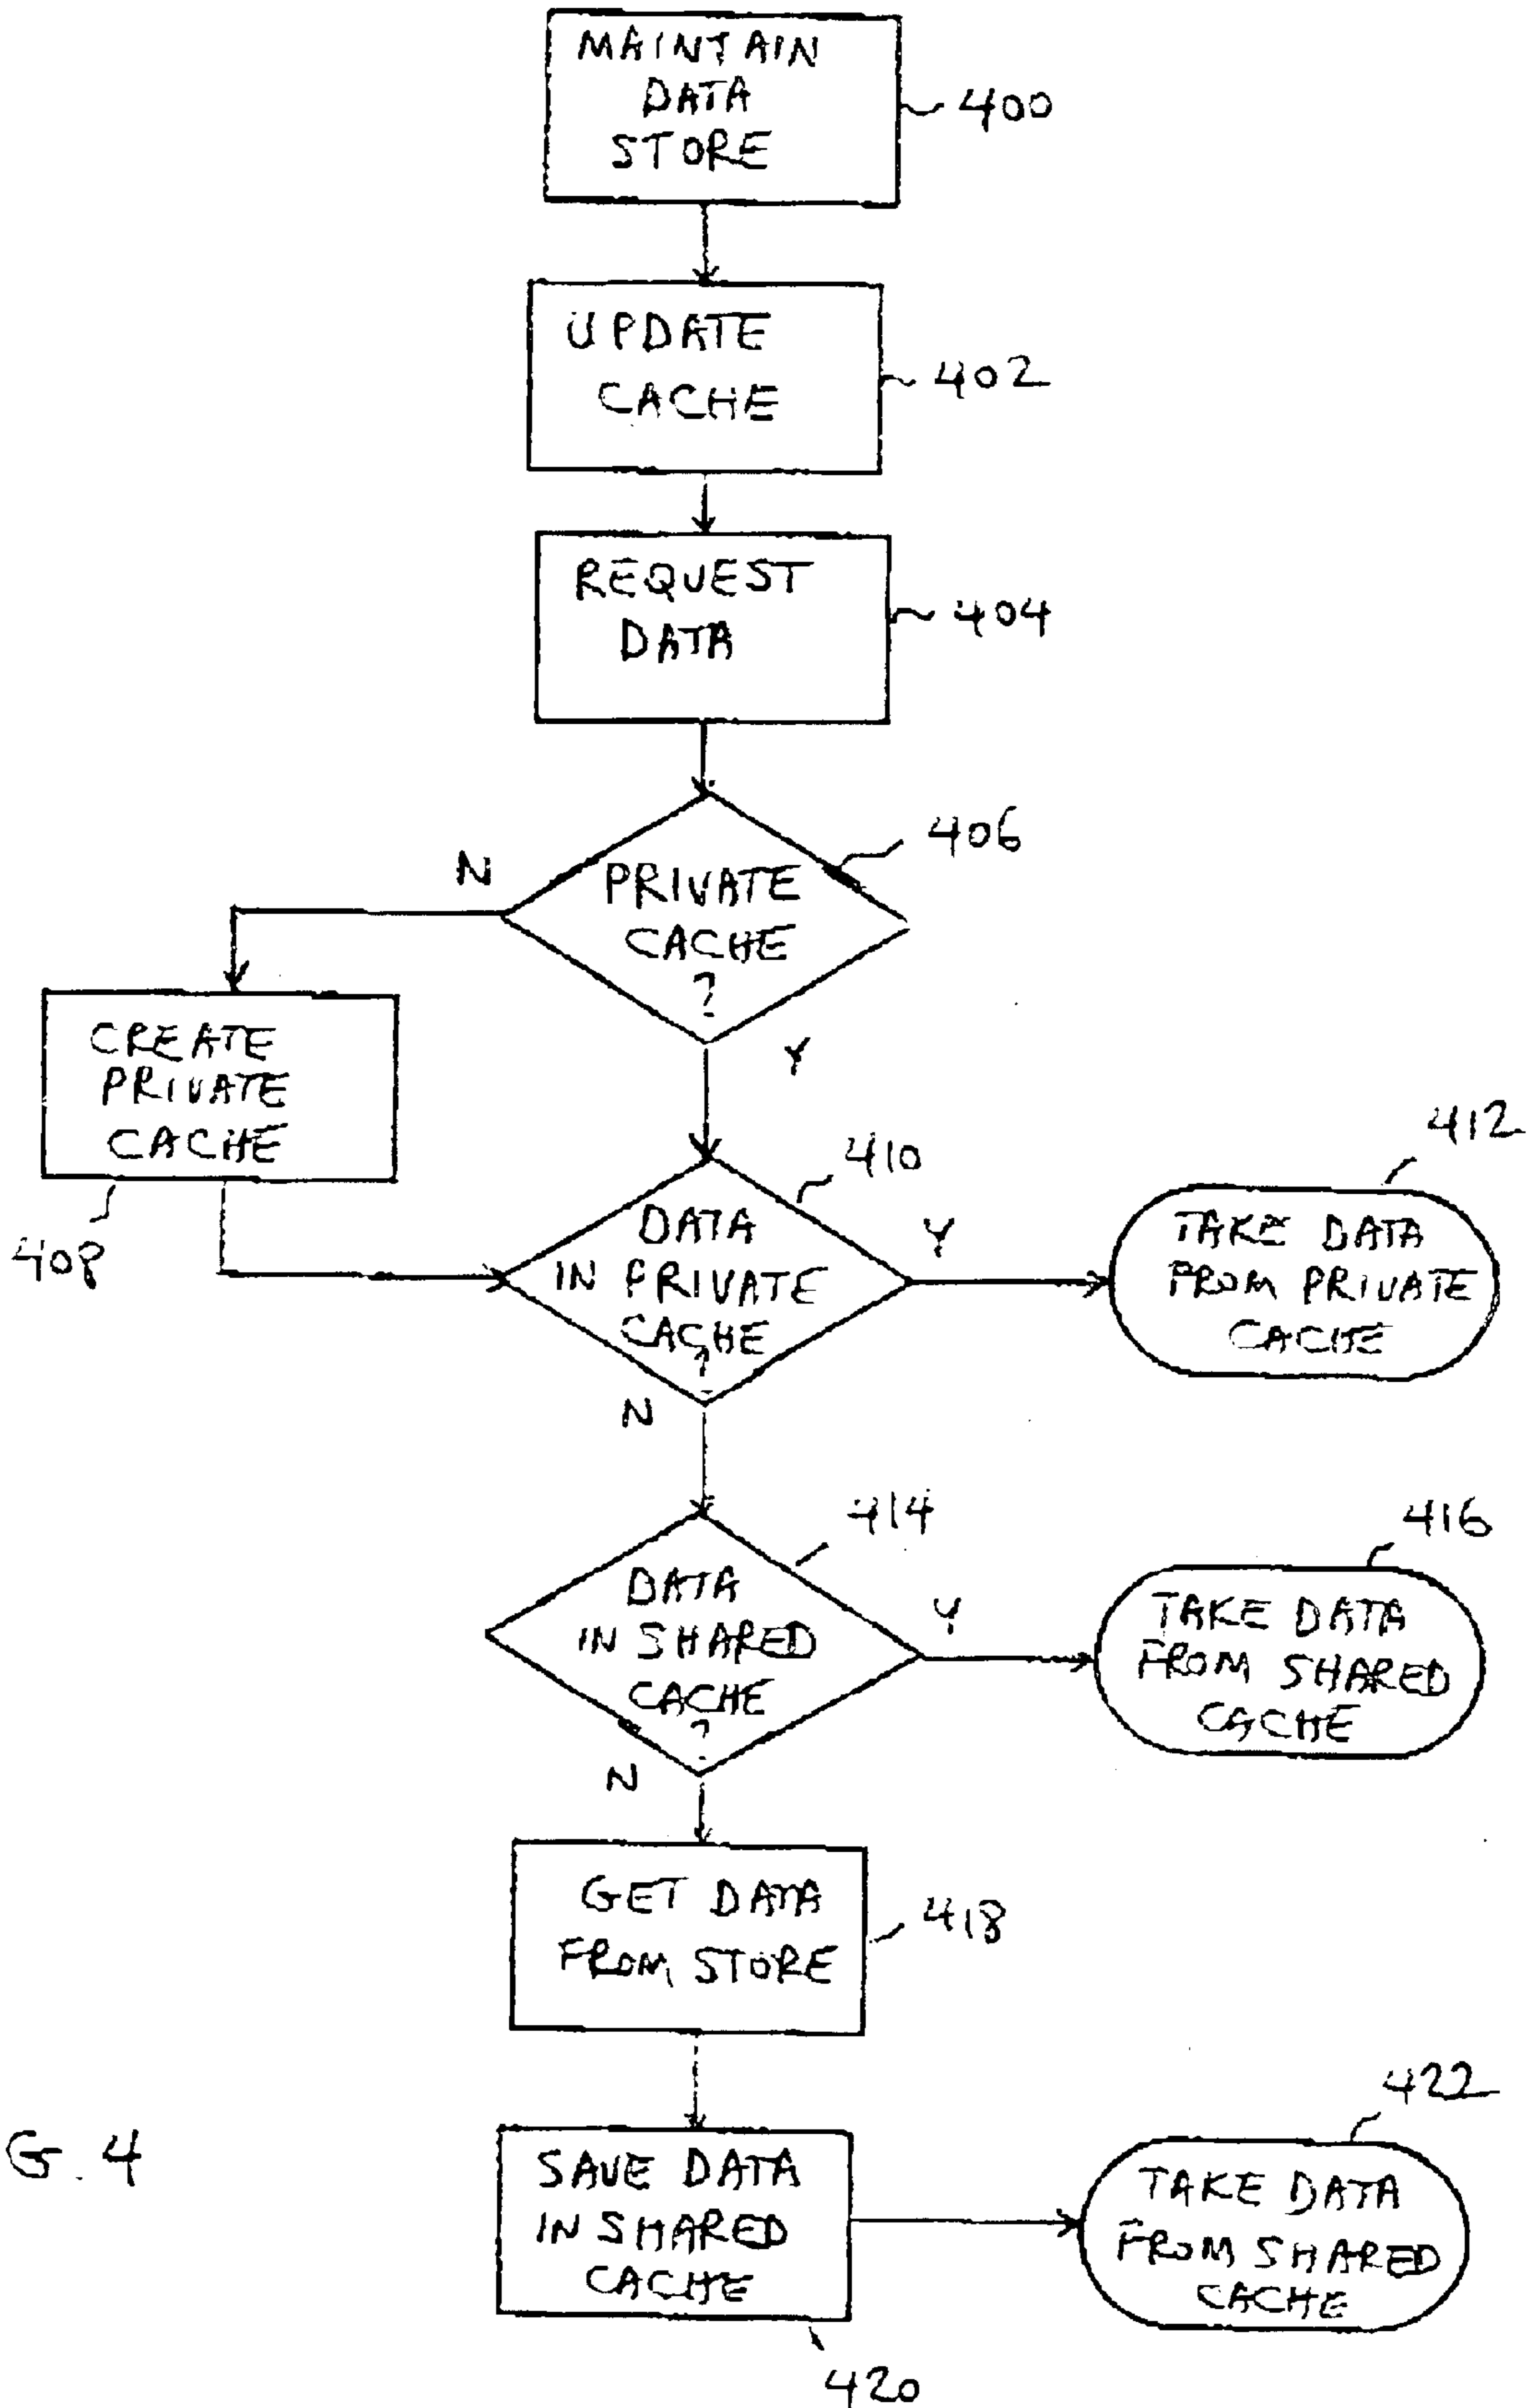 MAINTAIN
DATA
STORE
400
UPDATE
CACHE
402
REQUEST
DATA
404
PRIVATE
CACHE
?
406
N
Y
CREATE
PRIVATE
CACHE
408
DATA
IN PRIVATE
CACHE
?
410
Y
N
TAKE DATA
FROM PRIVATE
CACHE
412
DATA
IN SHARED
CACHE
?
414
Y
N
TAKE DATA
FROM SHARED
CACHE
416
GET DATA
FROM STORE
418
SAVE DATA
IN SHARED
CACHE
420
TAKE DATA
FROM SHARED
CACHE
422
G. 4